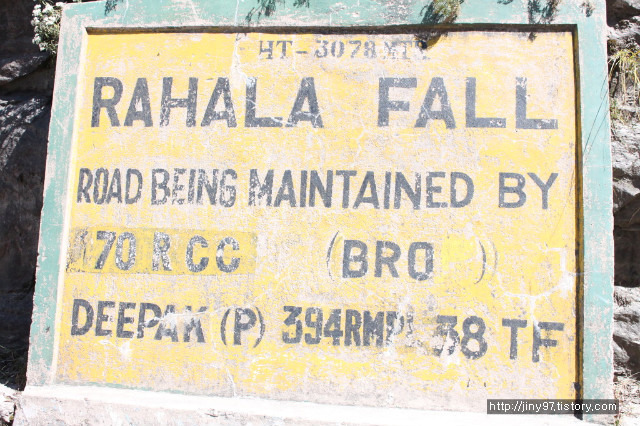 HT-3078 MTS
RAHALA FALL
ROAD BEING MAINTAINED BY
70 RCC (BRO)
DEEPAK (P) 394RMPL 38 TF
http://jiny97.tistory.com